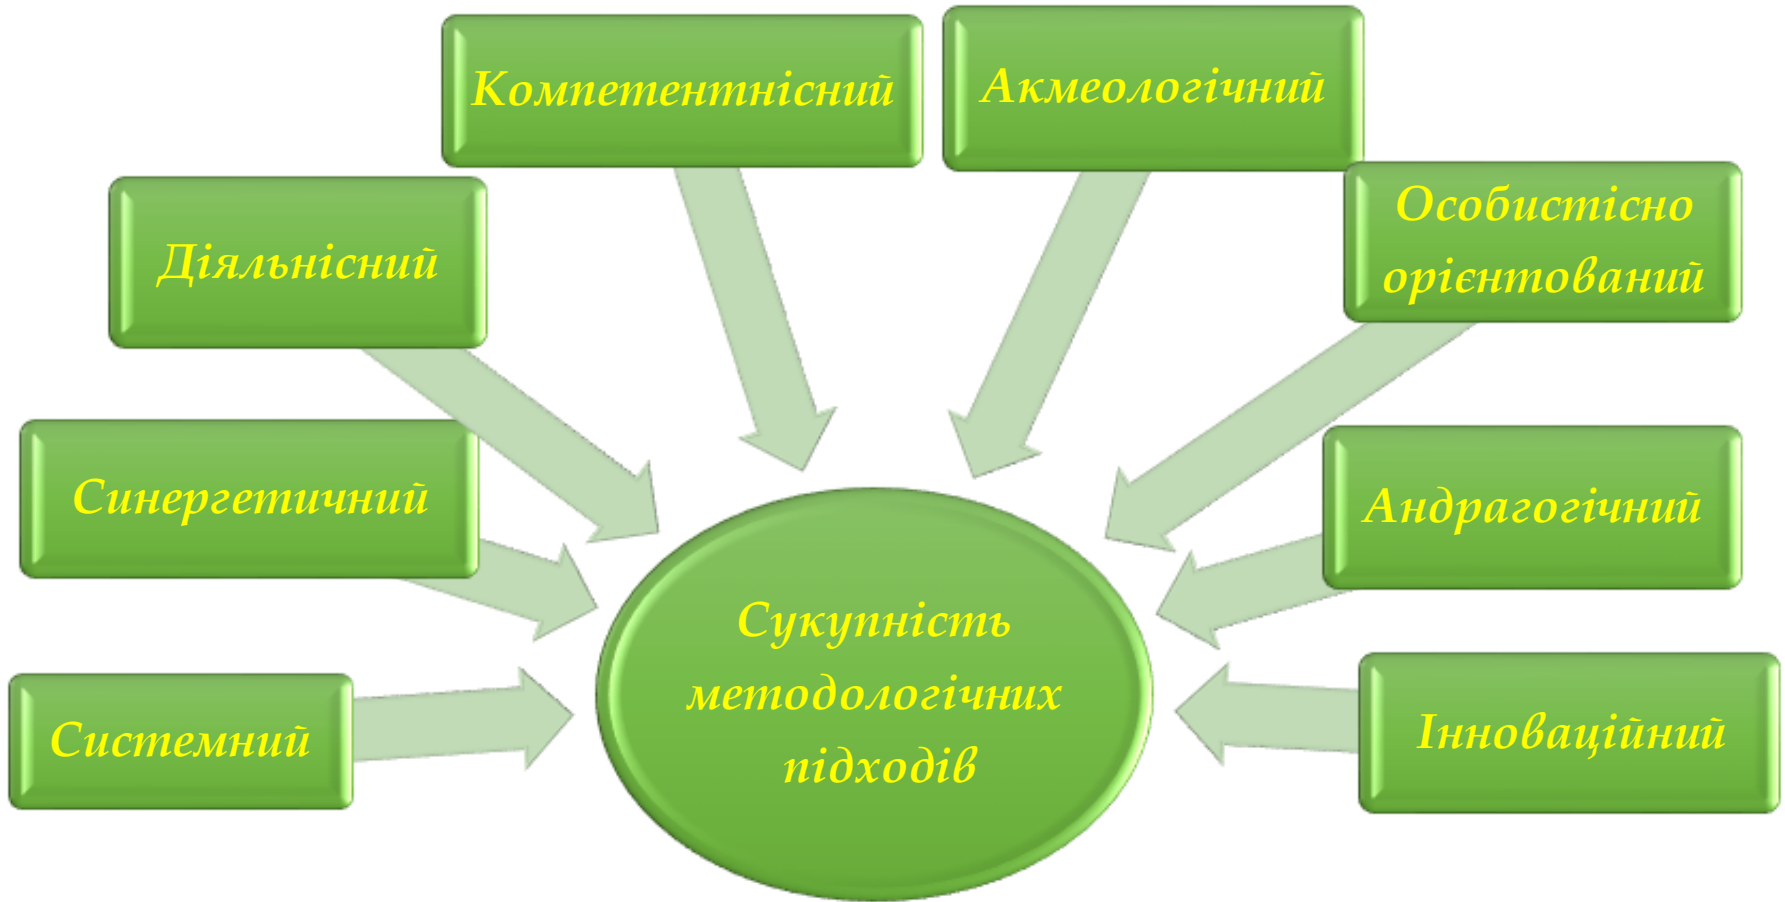 Компетентнісний
Акмеологічний
Діяльнісний
Особистісно
орієнтований
Синергетичний
Андрагогічний
Системний
Інноваційний
Сукупність
методологічних
підходів